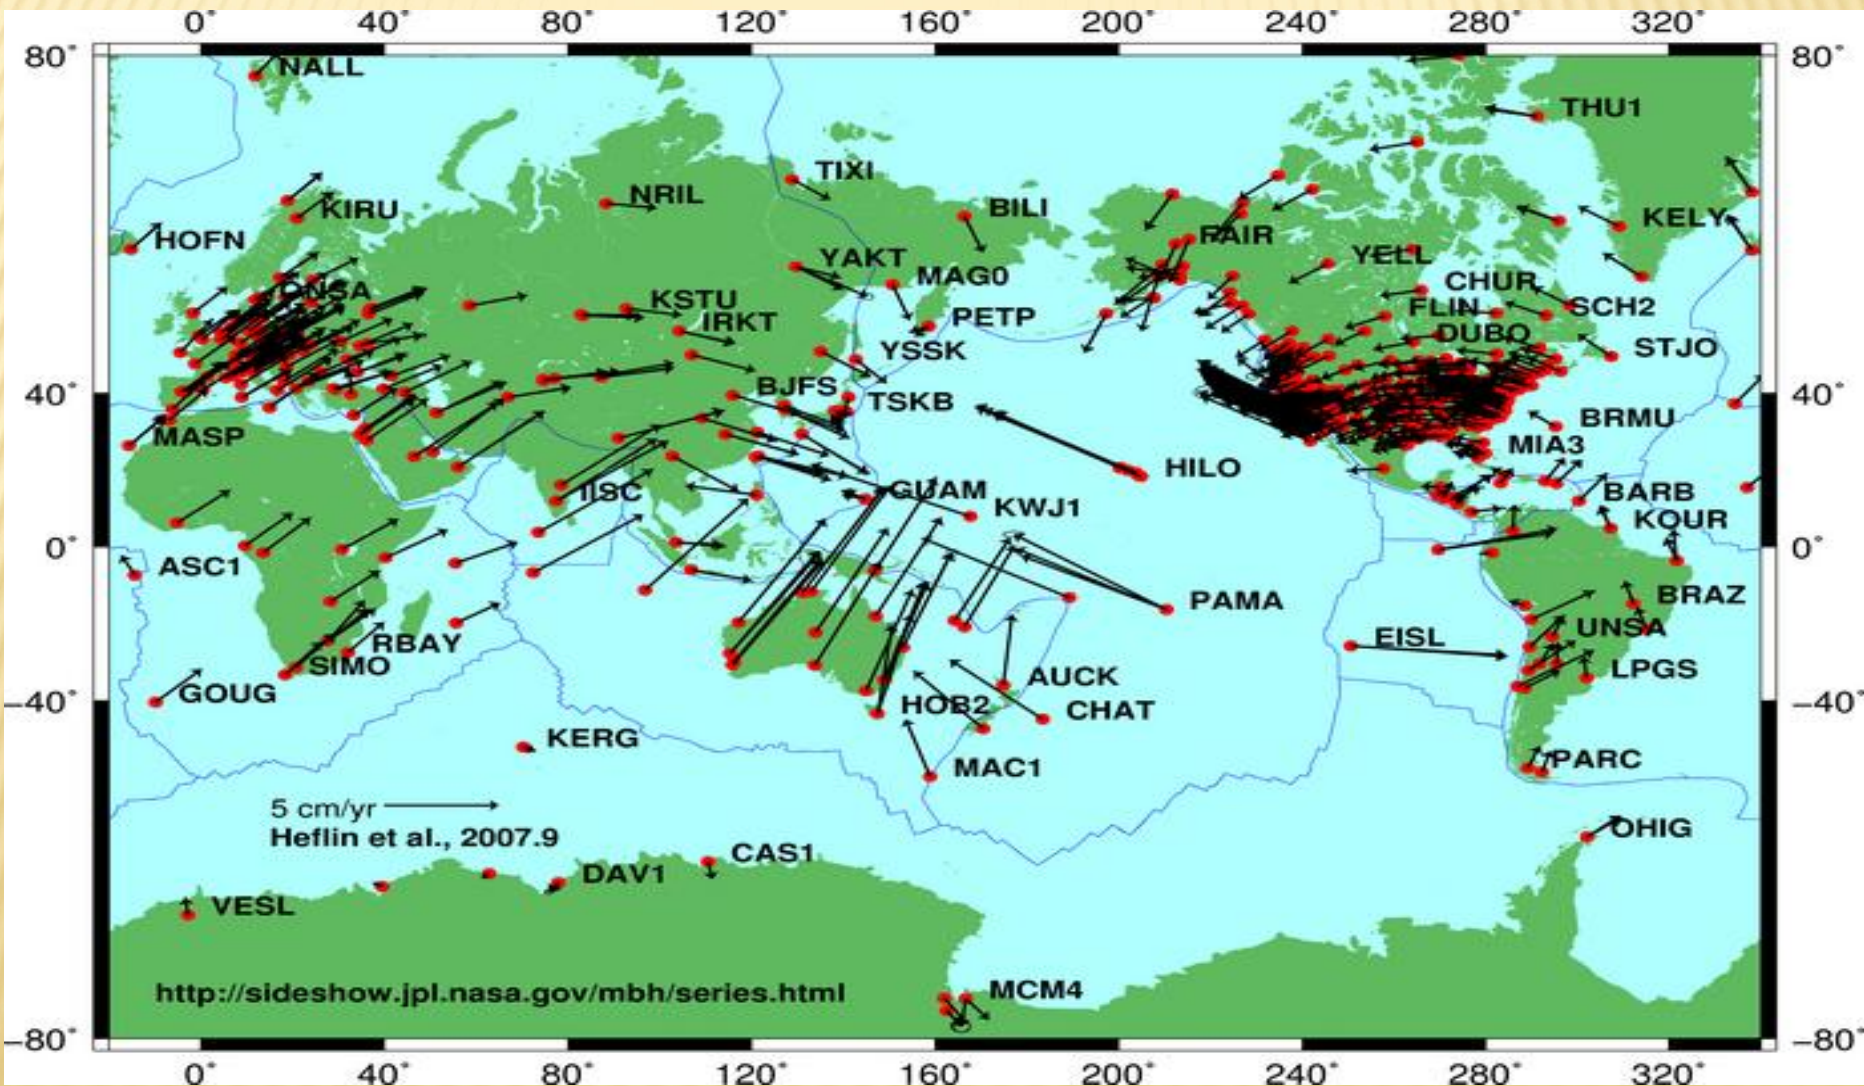 0° 40° 80° 120° 160° 200° 240° 280° 320°
80° 80°
NALL
THU1
TIXI
NRIL
KIRU
BILI
KELY
HOFN
FAIR
YELL
YAKT
MAG0
CHUR
KSTU
FLIN
SCH2
PETP
IRKT
DUBO
YSSK
STJO
BJFS
TSKB
40° 40°
BRMU
MASP
MIA3
HILO
IISC
GUAM
BARB
KWJ1
KOUR
0° 0°
ASC1
BRAZ
PAMA
UNSA
EISL
RBAY
SIMO
LPGS
AUCK
GOUG
HOB2
CHAT
−40° −40°
KERG
PARC
MAC1
5 cm/yr
OHIG
Heflin et al., 2007.9
CAS1
DAV1
VESL
MCM4
http://sideshow.jpl.nasa.gov/mbh/series.html
−80° −80°
0° 40° 80° 120° 160° 200° 240° 280° 320°